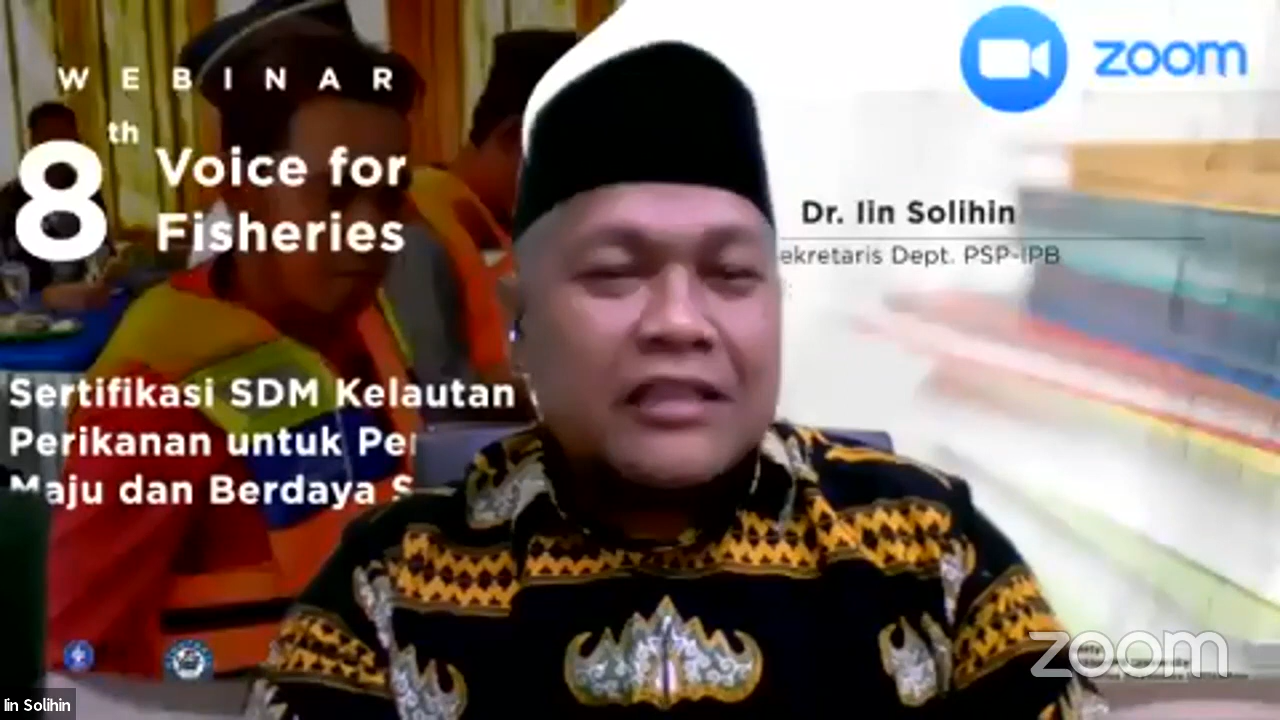 WEBINAR
8th Voice for
Fisheries
Sertifikasi SDM Kelautan
Perikanan untuk Per
Maju dan Berdaya S
zoom
Dr. Iin Solihin
ekretaris Dept. PSP-IPB
zoom
Iin Solihin